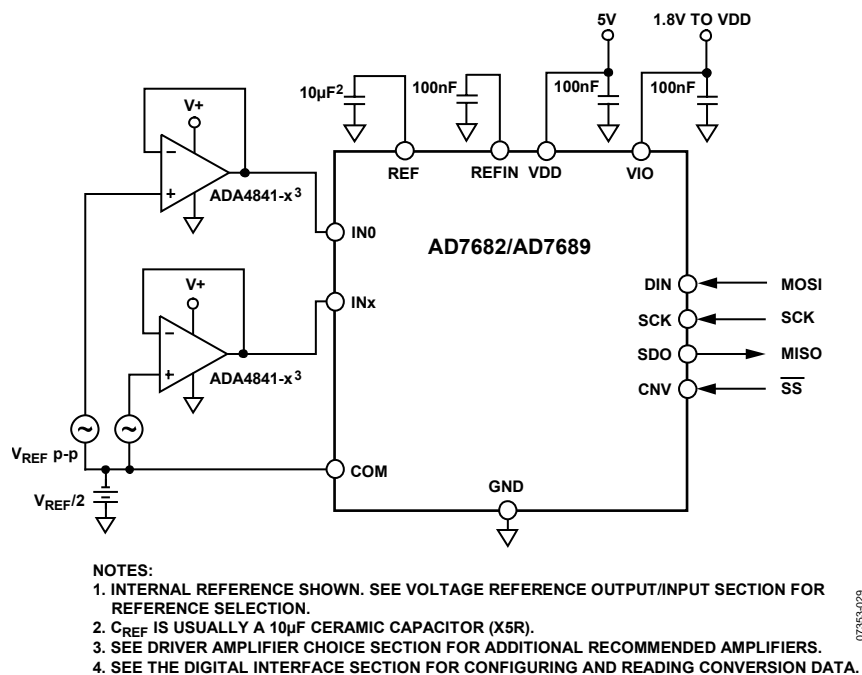 5V
1.8V TO VDD
10µF²
100nF
100nF
100nF
V+
REF
REFIN
VDD
VIO
–
+
ADA4841-x³
IN0
AD7682/AD7689
V+
INx
DIN
MOSI
SCK
SCK
–
+
ADA4841-x³
SDO
MISO
CNV
S̅S̅
V_REF p-p
COM
V_REF/2
GND
NOTES:
1. INTERNAL REFERENCE SHOWN. SEE VOLTAGE REFERENCE OUTPUT/INPUT SECTION FOR
REFERENCE SELECTION.
2. C_REF IS USUALLY A 10µF CERAMIC CAPACITOR (X5R).
3. SEE DRIVER AMPLIFIER CHOICE SECTION FOR ADDITIONAL RECOMMENDED AMPLIFIERS.
4. SEE THE DIGITAL INTERFACE SECTION FOR CONFIGURING AND READING CONVERSION DATA.
07353-029